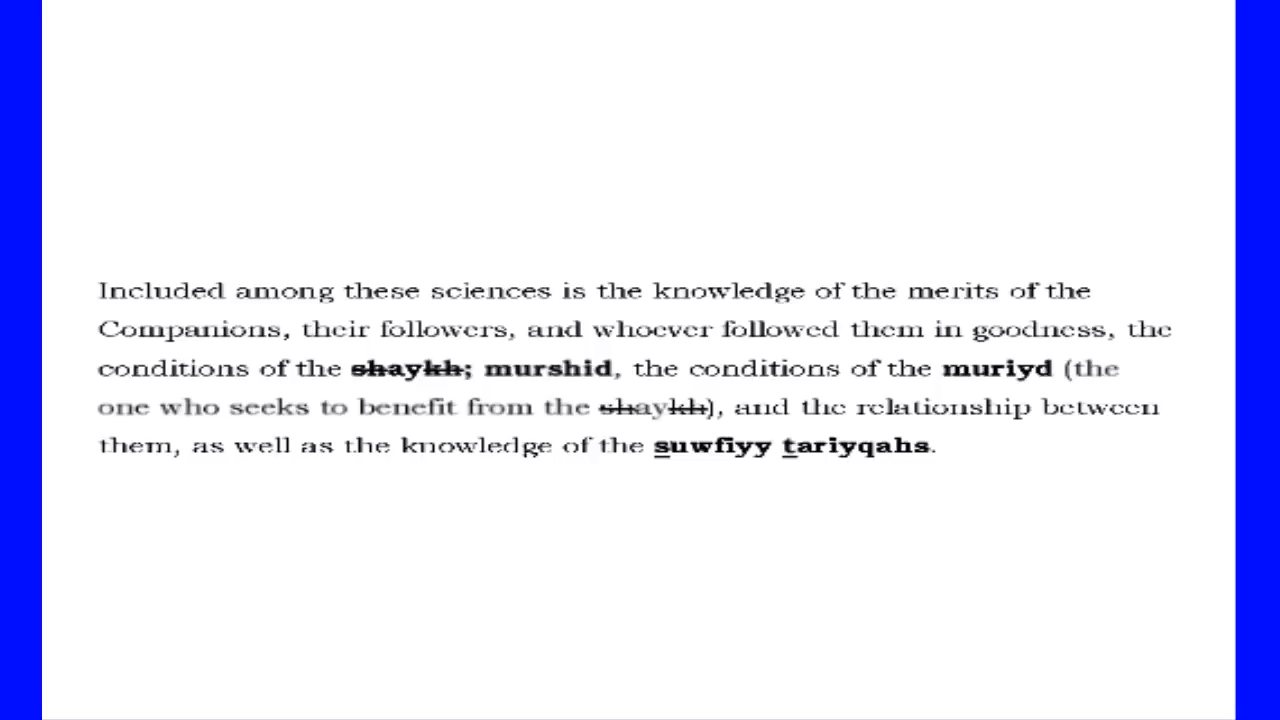 Included among these sciences is the knowledge of the merits of the
Companions, their followers, and whoever followed them in goodness, the
conditions of the shaykh; murshid, the conditions of the muriyd (the
one who seeks to benefit from the shaykh), and the relationship between
them, as well as the knowledge of the suwfiyy tariyqahs.